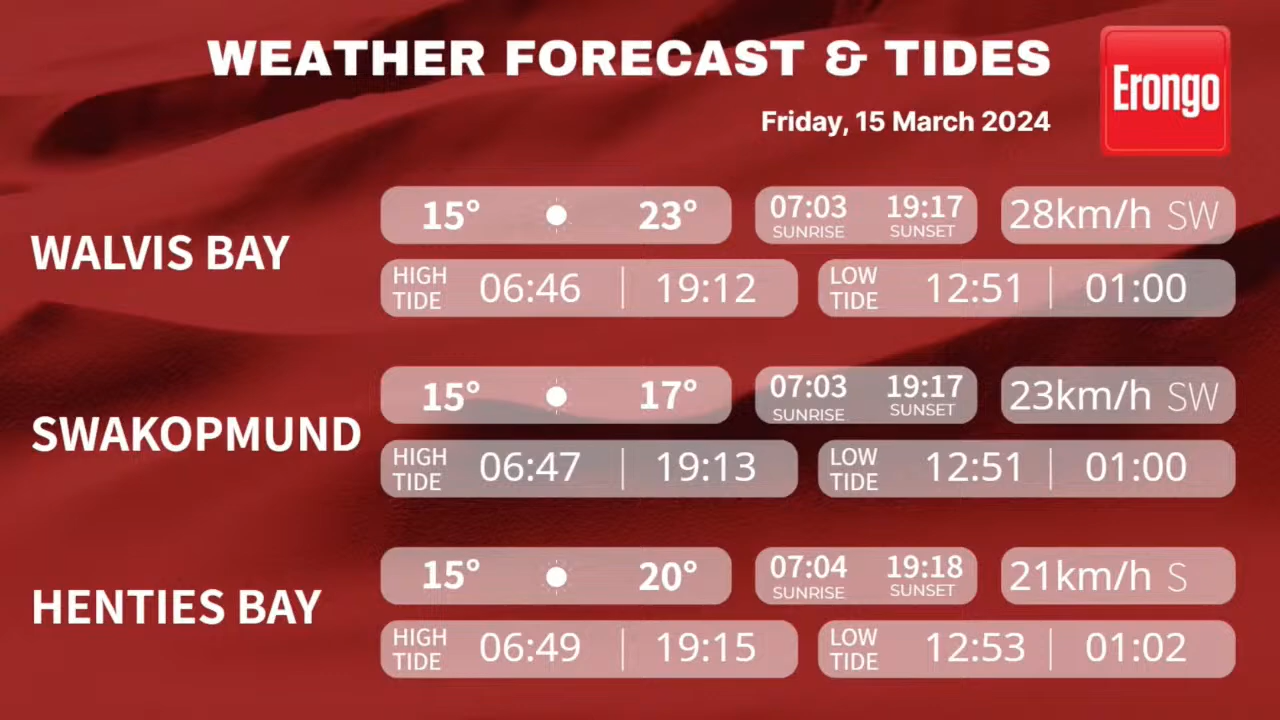 WEATHER FORECAST & TIDES
Friday, 15 March 2024
Erongo
WALVIS BAY
15° 23°
07:03 19:17
SUNRISE SUNSET
28km/h SW
HIGH TIDE 06:46 | 19:12
LOW TIDE 12:51 | 01:00
SWAKOPMUND
15° 17°
07:03 19:17
SUNRISE SUNSET
23km/h SW
HIGH TIDE 06:47 | 19:13
LOW TIDE 12:51 | 01:00
HENTIES BAY
15° 20°
07:04 19:18
SUNRISE SUNSET
21km/h S
HIGH TIDE 06:49 | 19:15
LOW TIDE 12:53 | 01:02